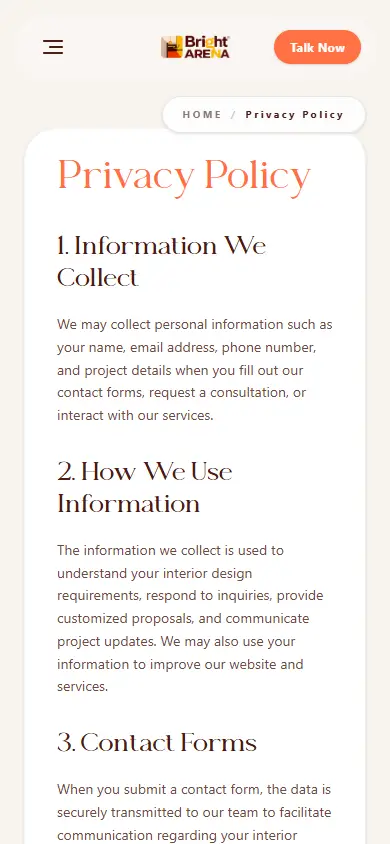 Bright
ARENA
Talk Now
HOME / Privacy Policy
Privacy Policy
1. Information We
Collect
We may collect personal information such as
your name, email address, phone number,
and project details when you fill out our
contact forms, request a consultation, or
interact with our services.
2. How We Use
Information
The information we collect is used to
understand your interior design
requirements, respond to inquiries, provide
customized proposals, and communicate
project updates. We may also use your
information to improve our website and
services.
3. Contact Forms
When you submit a contact form, the data is
securely transmitted to our team to facilitate
communication regarding your interior